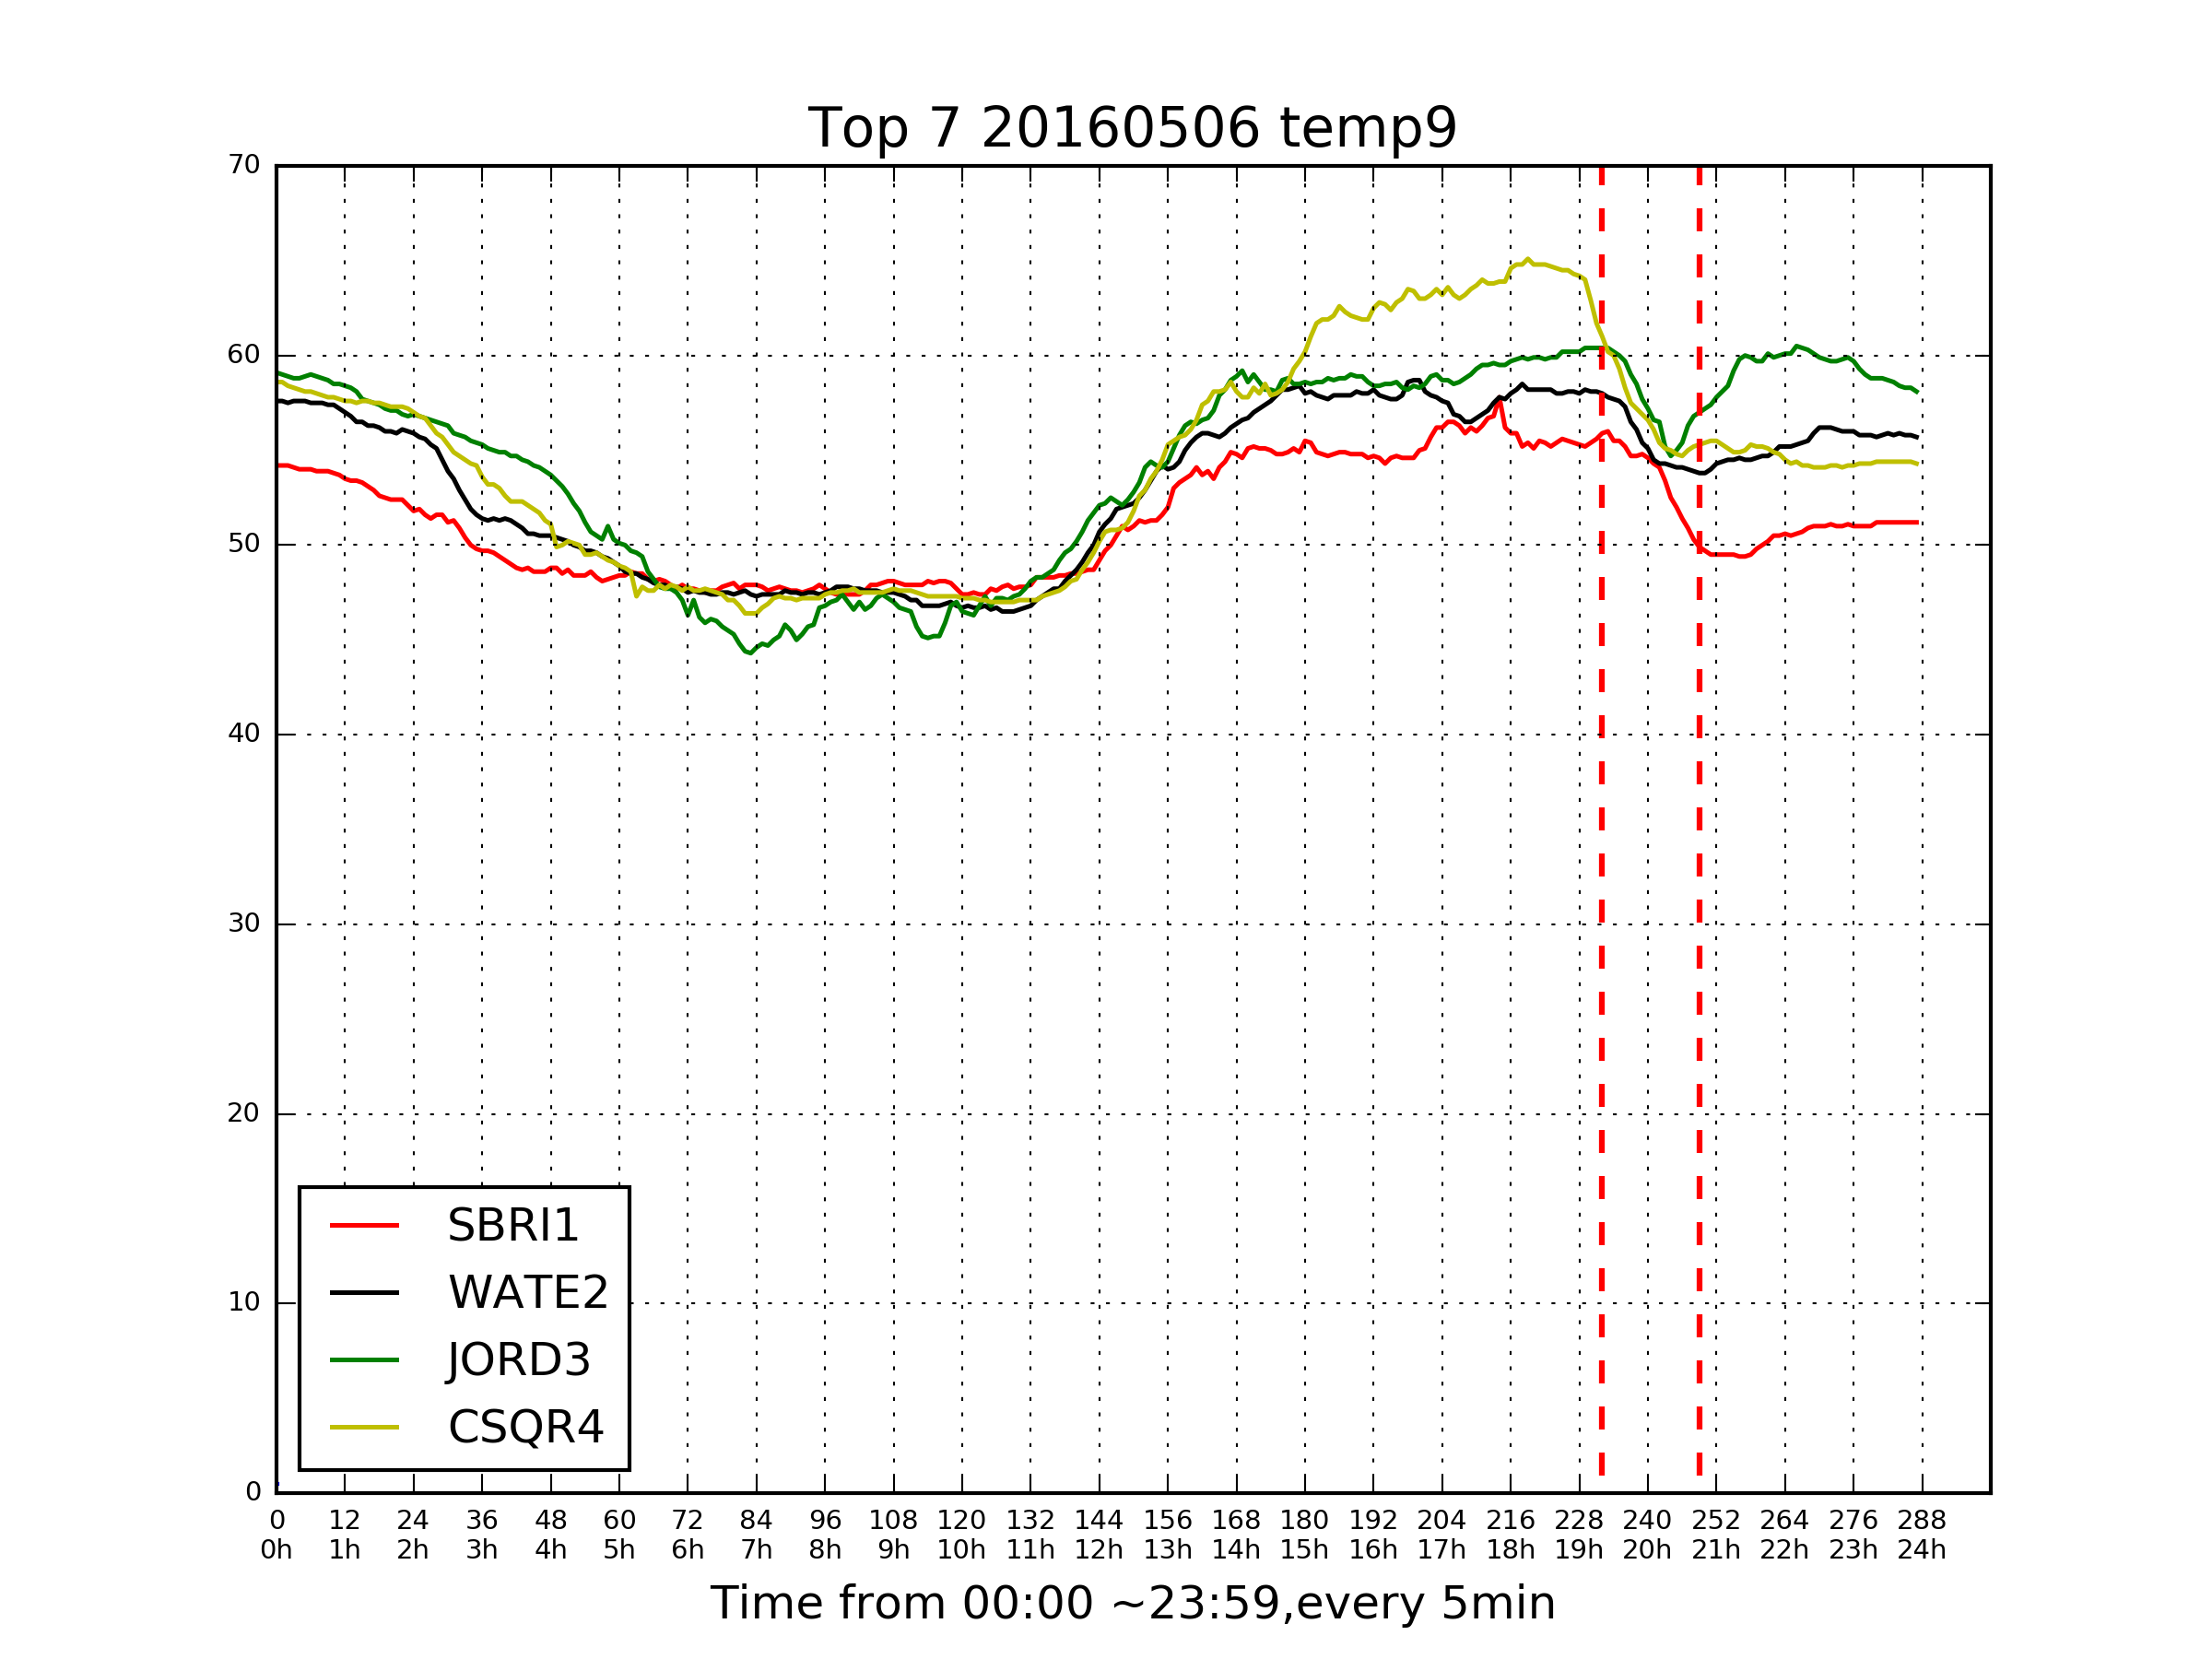 Top 7 20160506 temp9
70
60
50
40
30
20
10
0
SBRI1
WATE2
JORD3
CSQR4
0 12 24 36 48 60 72 84 96 108 120 132 144 156 168 180 192 204 216 228 240 252 264 276 288
0h 1h 2h 3h 4h 5h 6h 7h 8h 9h 10h 11h 12h 13h 14h 15h 16h 17h 18h 19h 20h 21h 22h 23h 24h
Time from 00:00 ~23:59,every 5min